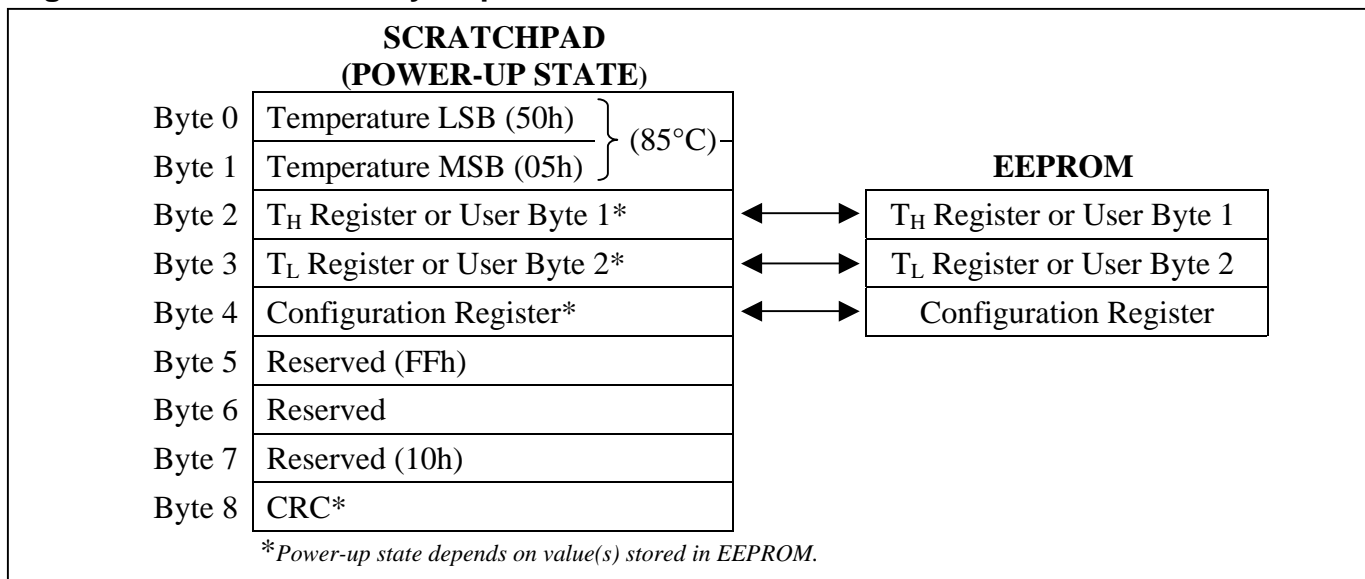 SCRATCHPAD
(POWER-UP STATE)
Byte 0 Temperature LSB (50h)
(85°C)
Byte 1 Temperature MSB (05h)
EEPROM
Byte 2 TH Register or User Byte 1* TH Register or User Byte 1
Byte 3 TL Register or User Byte 2* TL Register or User Byte 2
Byte 4 Configuration Register* Configuration Register
Byte 5 Reserved (FFh)
Byte 6 Reserved
Byte 7 Reserved (10h)
Byte 8 CRC*
*Power-up state depends on value(s) stored in EEPROM.